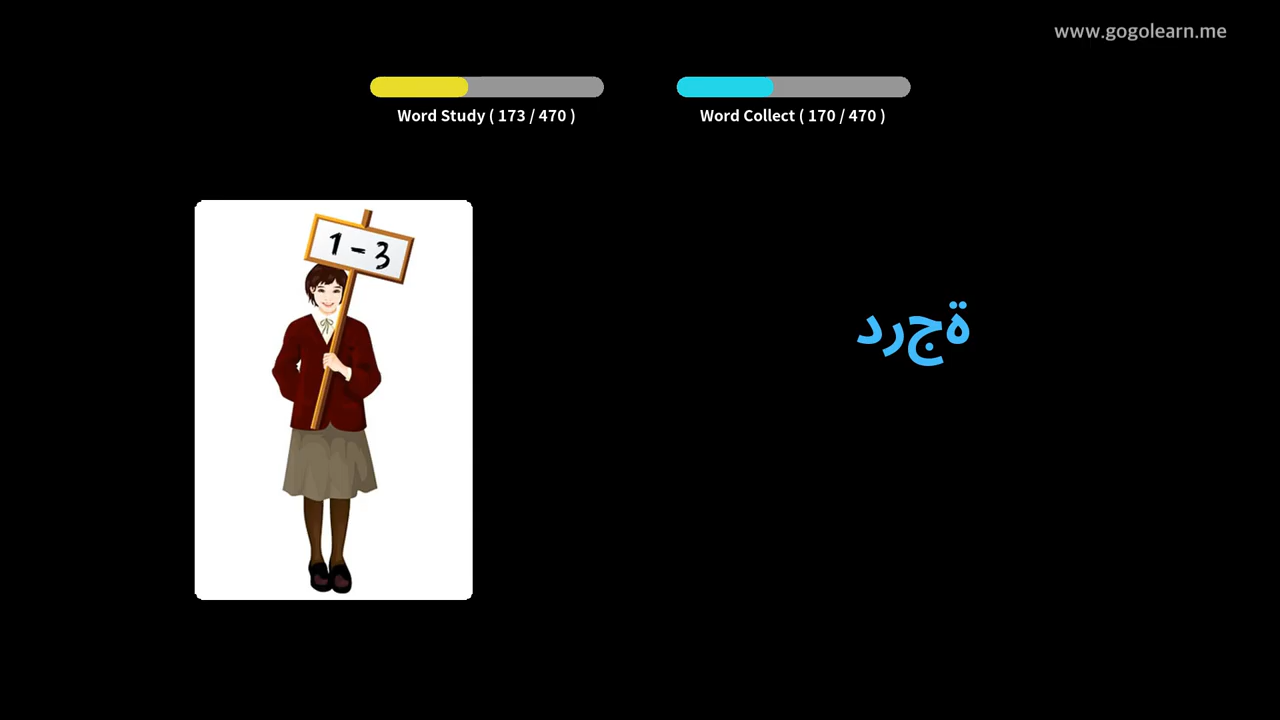 www.gogolearn.me
Word Study ( 173 / 470 )
Word Collect ( 170 / 470 )
1 - 3
درجة